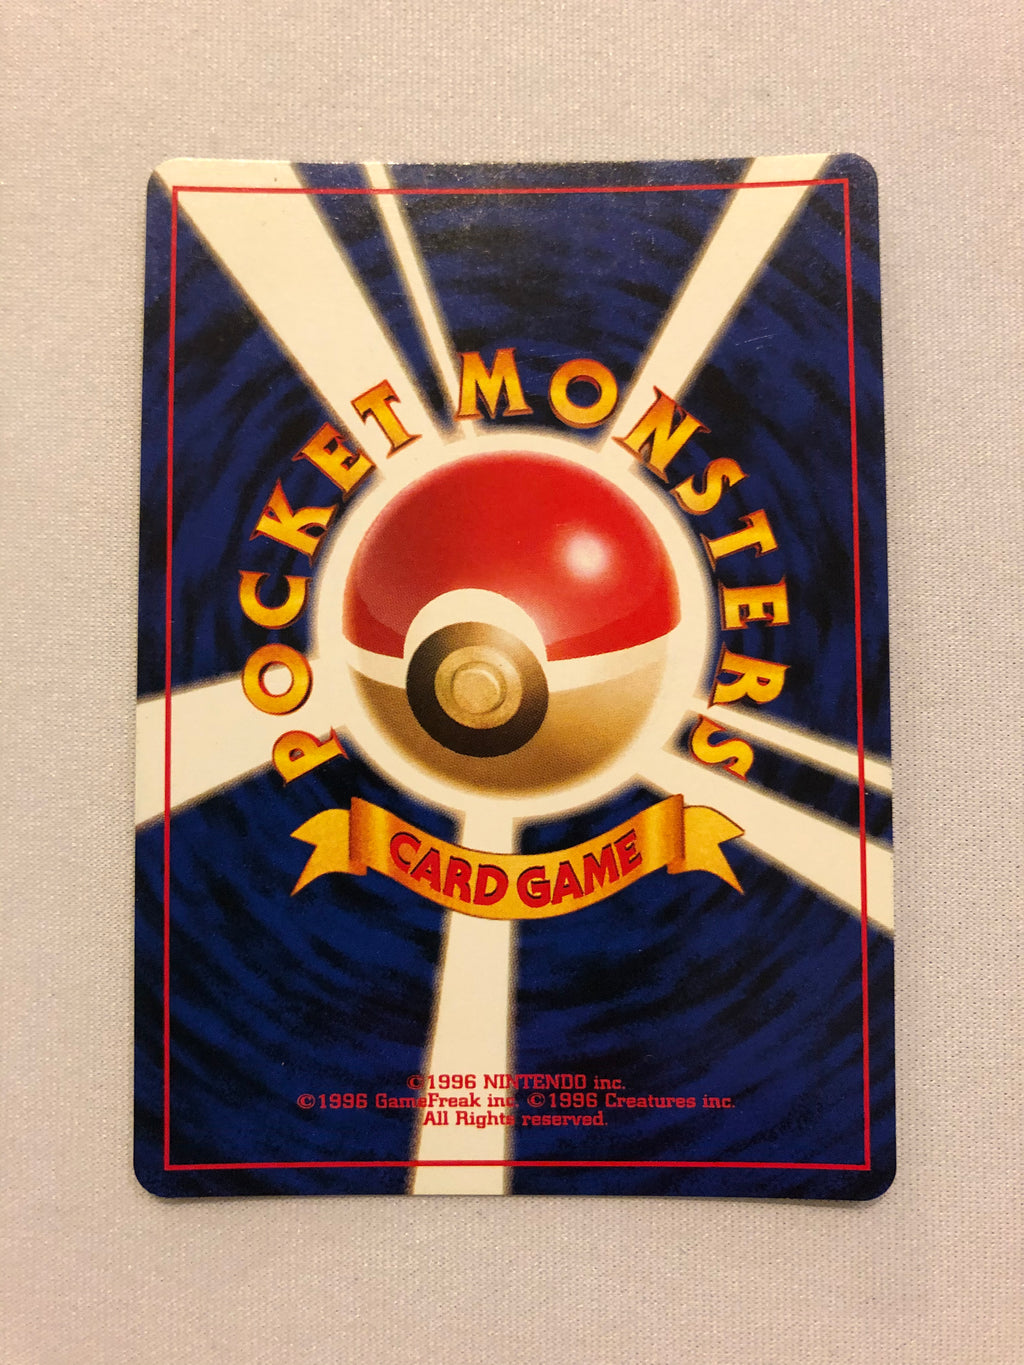 POCKET MONSTERS
CARD GAME
©1996 NINTENDO inc.
©1996 GameFreak inc. ©1996 Creatures inc.
All Rights reserved.